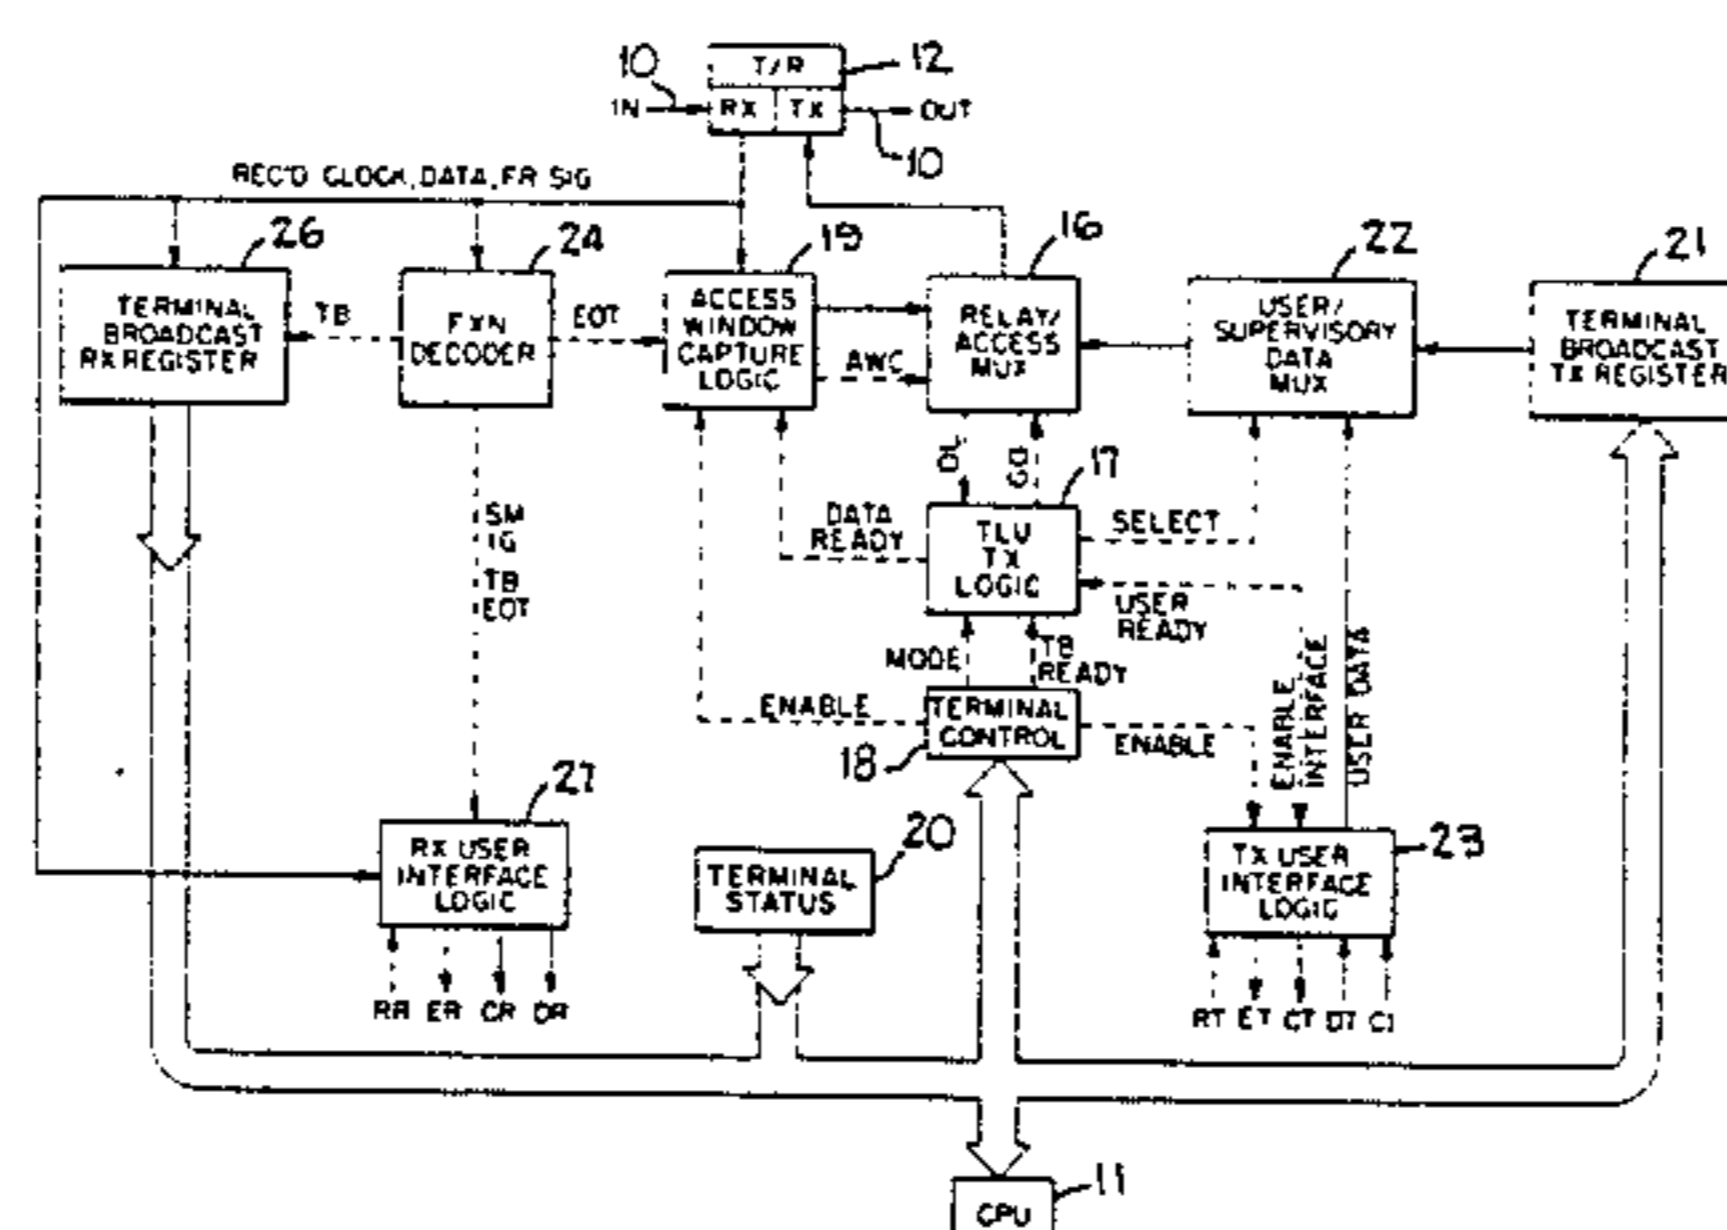 10
T/R
12
IN
RX
TX
OUT
10
REC'D CLOCK, DATA, FR SIG
26
24
19
16
22
21
TERMINAL
BROADCAST
RX REGISTER
TB
FXN
DECODER
EOT
ACCESS
WINDOW
CAPTURE
LOGIC
AWC
RELAY/
ACCESS
MUX
USER/
SUPERVISORY
DATA
MUX
TERMINAL
BROADCAST
TX REGISTER
GO
17
SM
IG
TB
EOT
DATA
READY
TLU
TX
LOGIC
SELECT
USER
READY
MODE
TB
READY
ENABLE
TERMINAL
CONTROL
18
ENABLE
ENABLE
INTERFACE
USER DATA
27
RX USER
INTERFACE
LOGIC
20
TERMINAL
STATUS
23
TX USER
INTERFACE
LOGIC
RR ER CR DR
RT ET CT DT CI
11
CPU